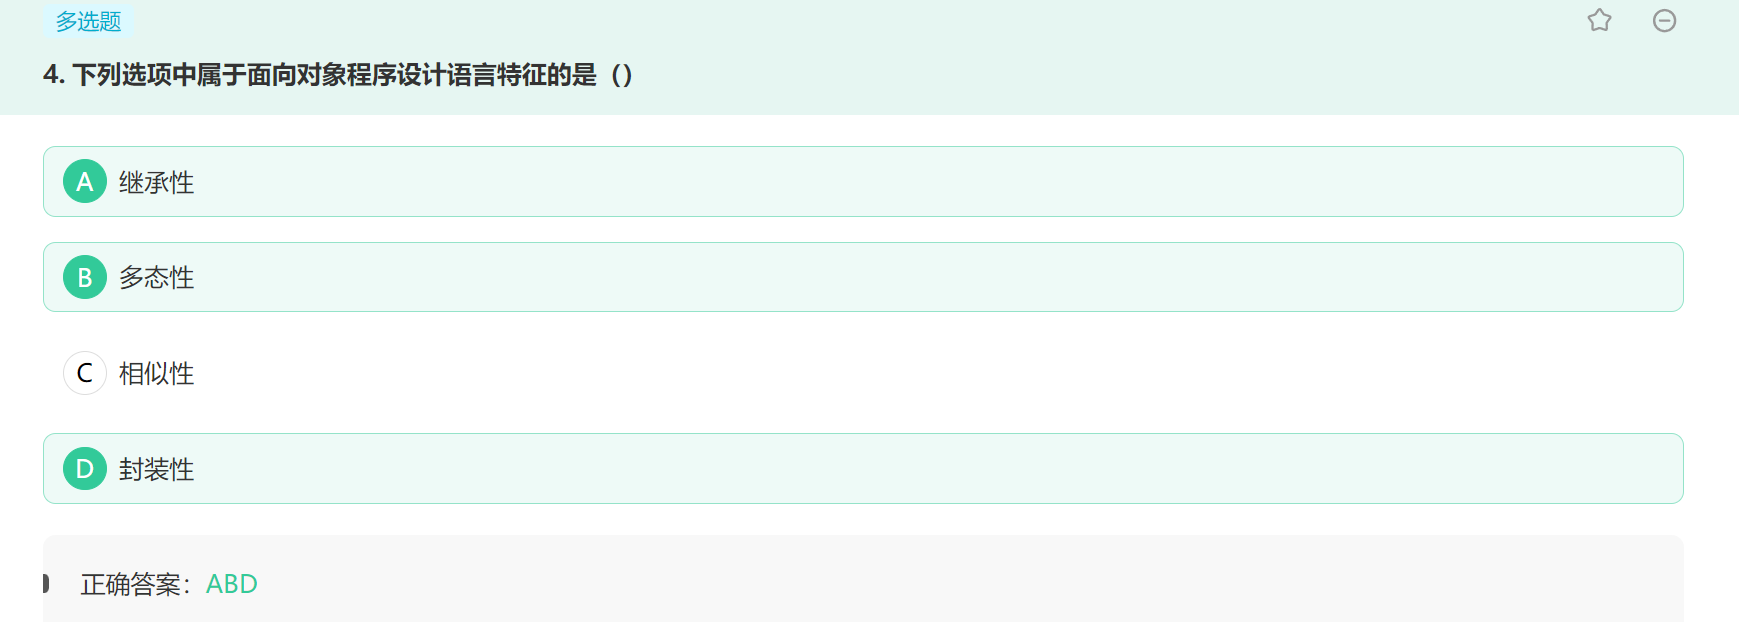 多选题
4. 下列选项中属于面向对象程序设计语言特征的是（）
A 继承性
B 多态性
C 相似性
D 封装性
正确答案：ABD